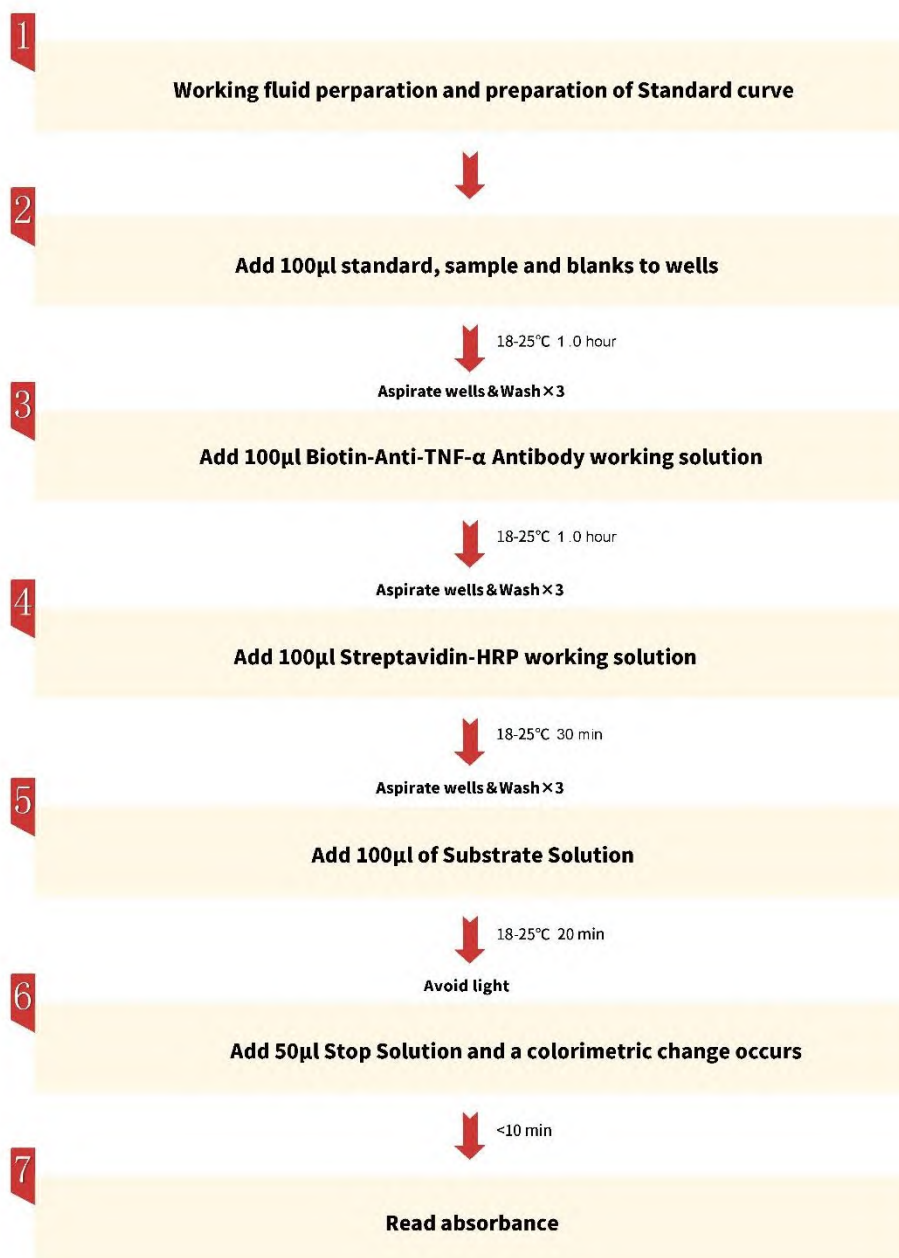 1
Working fluid perparation and preparation of Standard curve
2
Add 100μl standard, sample and blanks to wells
18-25℃ 1.0 hour
Aspirate wells&Wash×3
3
Add 100μl Biotin-Anti-TNF-α Antibody working solution
18-25℃ 1.0 hour
Aspirate wells&Wash×3
4
Add 100μl Streptavidin-HRP working solution
18-25℃ 30 min
Aspirate wells&Wash×3
5
Add 100μl of Substrate Solution
18-25℃ 20 min
Avoid light
6
Add 50μl Stop Solution and a colorimetric change occurs
<10 min
7
Read absorbance